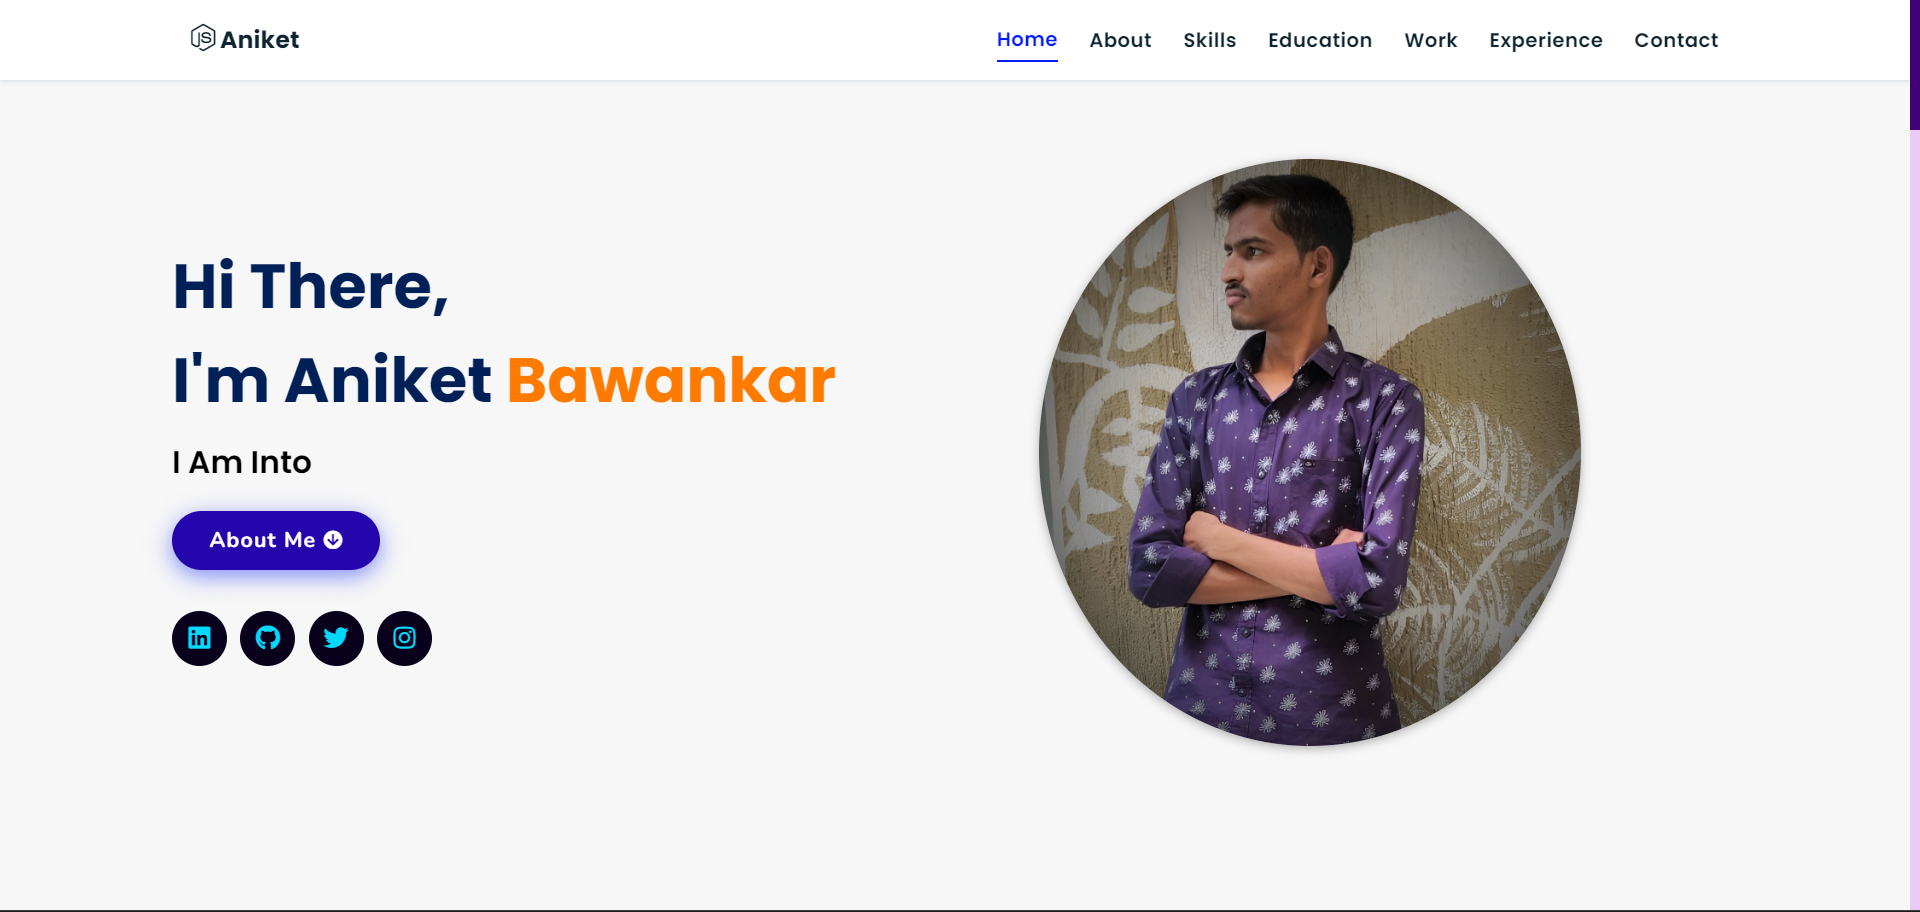 Aniket
Home About Skills Education Work Experience Contact
Hi There,
I'm Aniket Bawankar
I Am Into
About Me